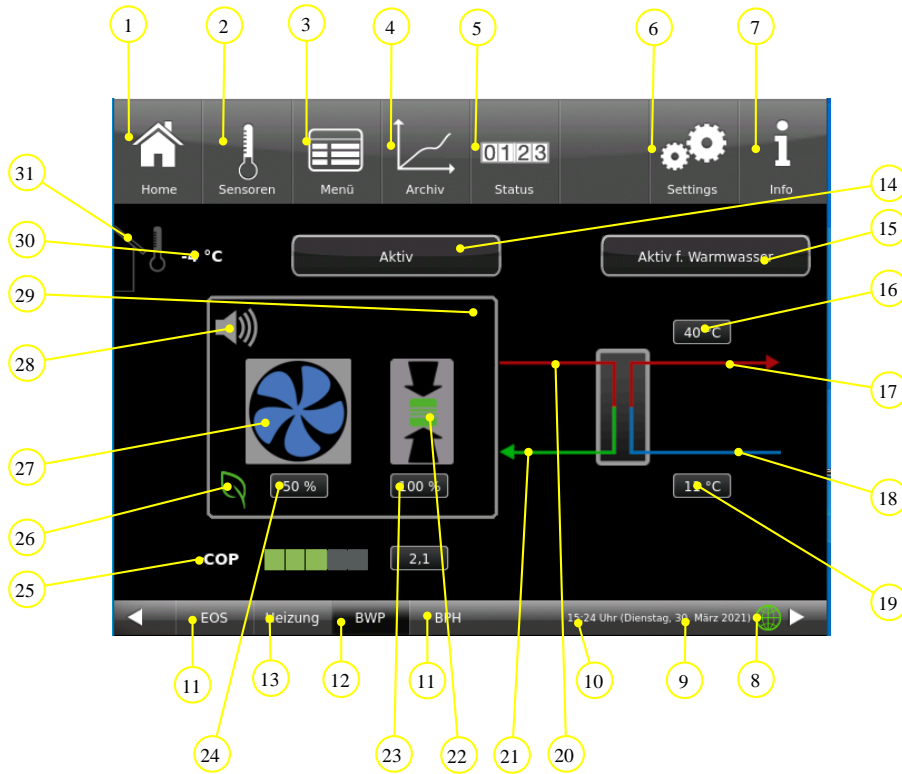 1 2 3 4 5 6 7
0123
Home Sensoren Menü Archiv Status Settings Info
31
14
30 -4 °C Aktiv Aktiv f. Warmwasser 15
29 16
40 °C
28 17
27 18
50 % 100 %
26
COP 2,1
25 19
EOS Heizung BWP BPH 15:24 Uhr (Dienstag, 30. März 2021)
11 13 12 11 10 9 8
24 23 22 21 20